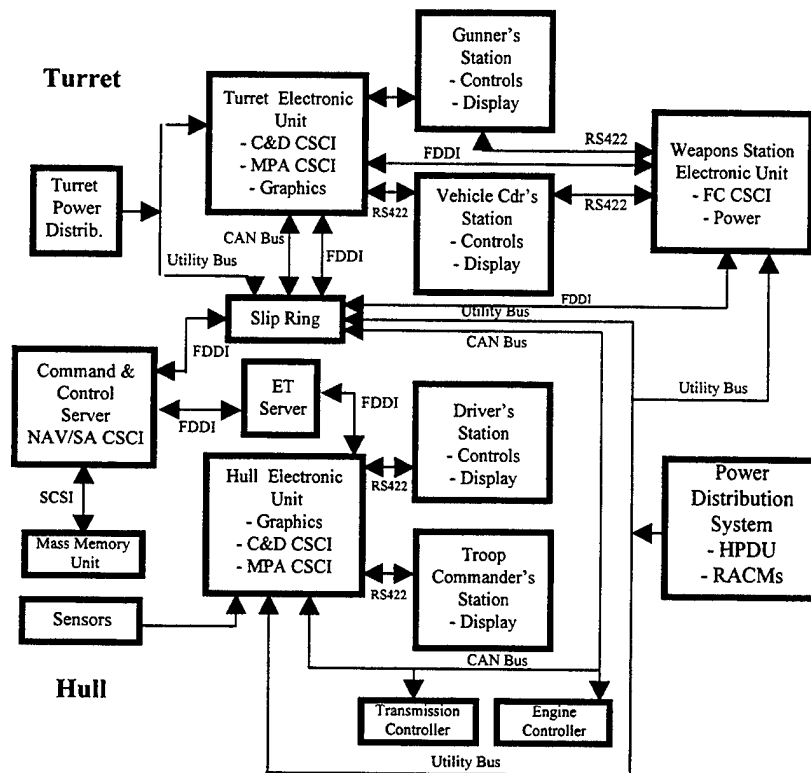 Turret
Turret Electronic
Unit
- C&D CSCI
- MPA CSCI
- Graphics
Gunner's
Station
- Controls
- Display
RS422
FDDI
Weapons Station
Electronic Unit
- FC CSCI
- Power
Turret
Power
Distrib.
RS422
Vehicle Cdr's
Station
- Controls
- Display
RS422
CAN Bus
FDDI
Utility Bus
Slip Ring
FDDI
Utility Bus
CAN Bus
FDDI
Command &
Control
Server
NAV/SA CSCI
ET
Server
FDDI
FDDI
Driver's
Station
- Controls
- Display
Utility Bus
SCSI
Hull Electronic
Unit
- Graphics
- C&D CSCI
- MPA CSCI
RS422
Power
Distribution
System
- HPDU
- RACMs
Mass Memory
Unit
Troop
Commander's
Station
- Display
RS422
Sensors
CAN Bus
Hull
Transmission
Controller
Engine
Controller
Utility Bus